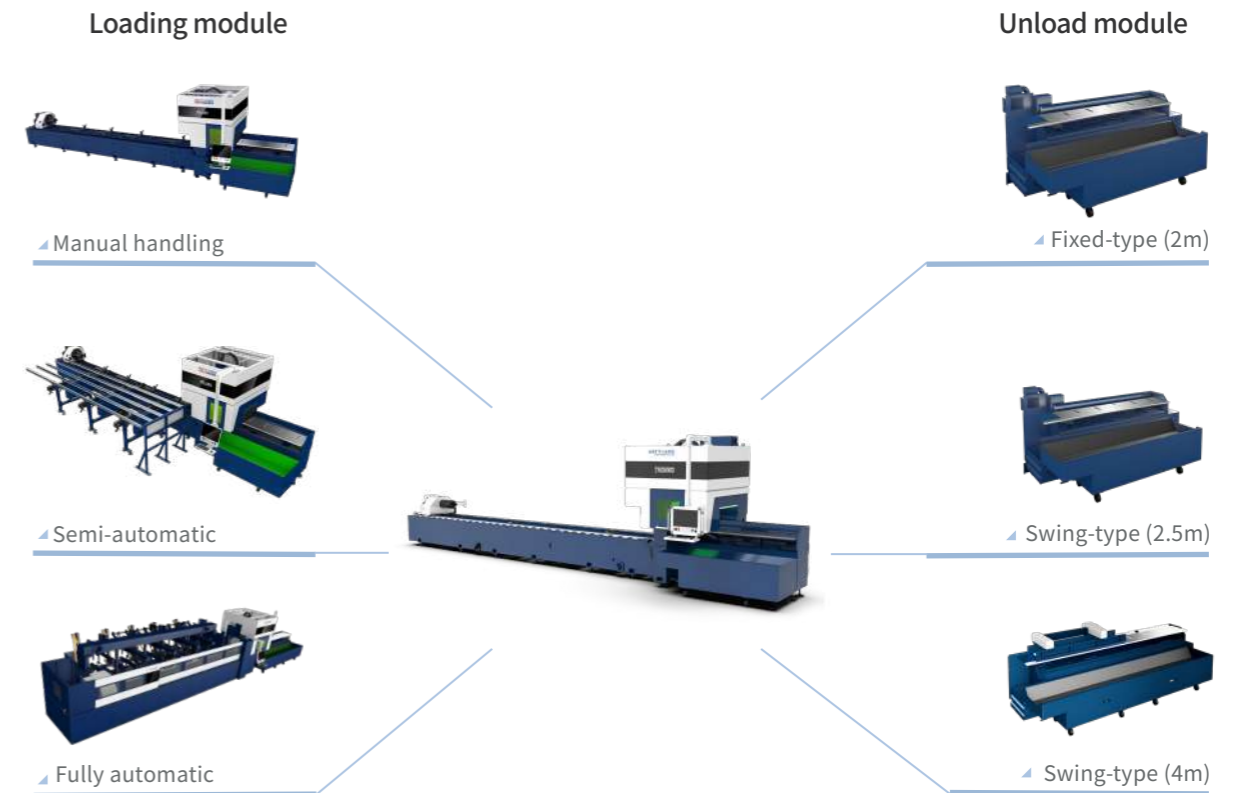 Loading module
Unload module
Manual handling
Fixed-type (2m)
Semi-automatic
Swing-type (2.5m)
Fully automatic
Swing-type (4m)